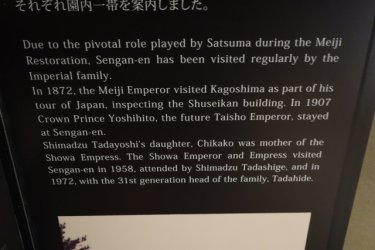 それぞれ園内一帯を案内しました。
Due to the pivotal role played by Satsuma during the Meiji
Restoration, Sengan-en has been visited regularly by the
Imperial family.
In 1872, the Meiji Emperor visited Kagoshima as part of his
tour of Japan, inspecting the Shuseikan building. In 1907
Crown Prince Yoshihito, the future Taisho Emperor, stayed
at Sengan-en.
Shimadzu Tadayoshi's daughter, Chikako was mother of the
Showa Empress. The Showa Emperor and Empress visited
Sengan-en in 1958, attended by Shimadzu Tadashige, and in
1972, with the 31st generation head of the family, Tadahide.